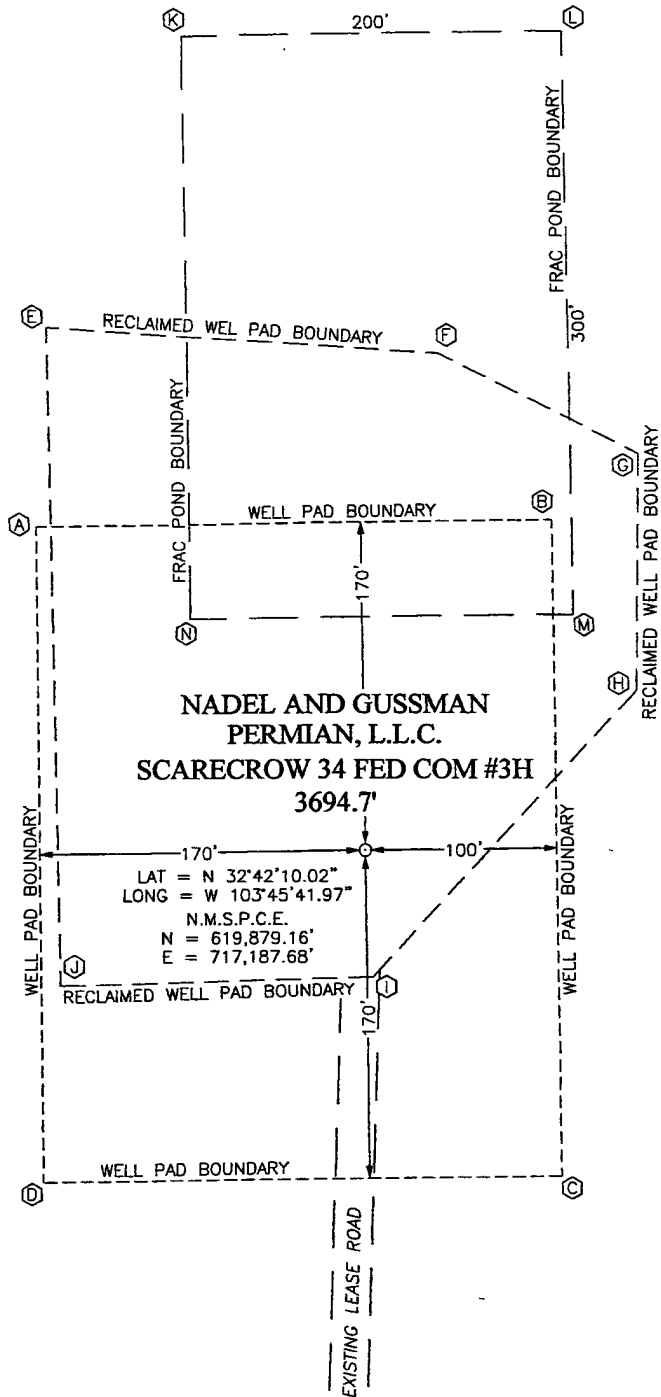 K
200'
L
FRAC POND BOUNDARY
300'
E
RECLAIMED WEL PAD BOUNDARY
F
G
RECLAIMED WELL PAD BOUNDARY
FRAC POND BOUNDARY
A
WELL PAD BOUNDARY
B
170'
N
M
H
NADEL AND GUSSMAN
PERMIAN, L.L.C.
SCARECROW 34 FED COM #3H
3694.7'
WELL PAD BOUNDARY
170'
100'
WELL PAD BOUNDARY
LAT = N 32°42'10.02"
LONG = W 103°45'41.97"
N.M.S.P.C.E.
N = 619,879.16'
E = 717,187.68'
J
RECLAIMED WELL PAD BOUNDARY
I
170'
WELL PAD BOUNDARY
D
C
EXISTING LEASE ROAD